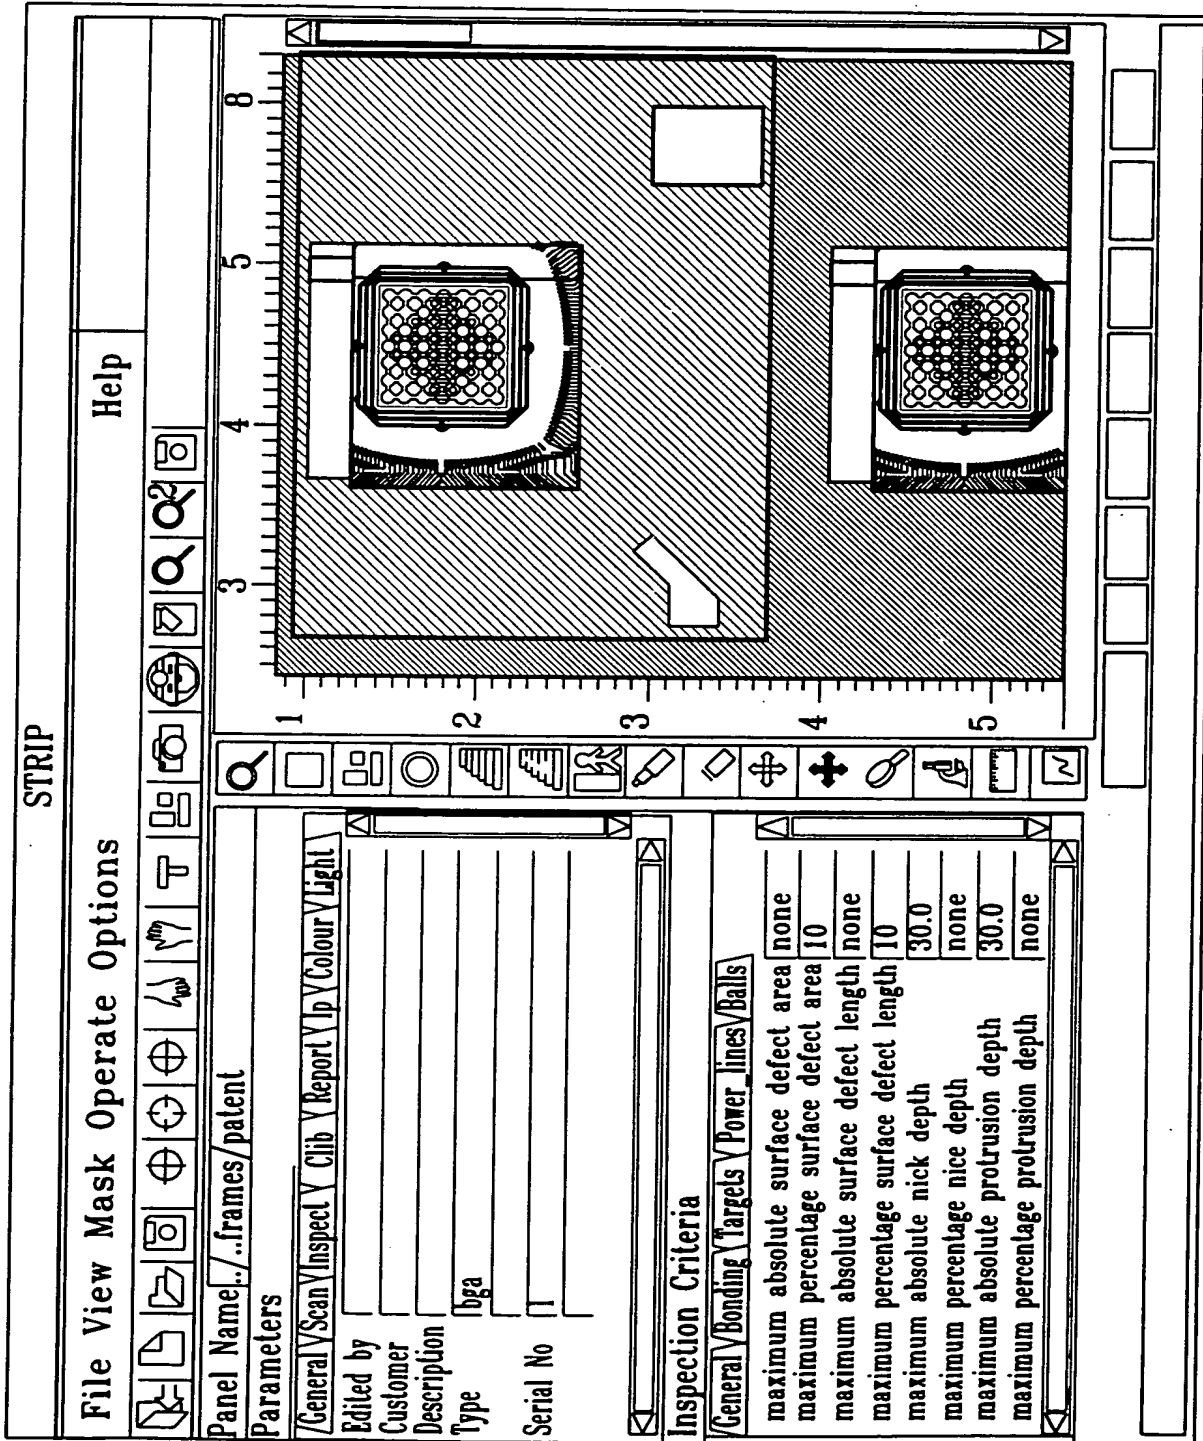 STRIP
File View Mask Operate Options Help
2
Panel Name ../..frames/patent
Parameters
General Scan Inspect Clib Report Ip Colour Light
Edited by
Customer
Description
Type bga
Serial No 1
Inspection Criteria
General Bonding Targets Power_lines Balls
maximum absolute surface defect area none
maximum percentage surface defect area 10
maximum absolute surface defect length none
maximum percentage surface defect length 10
maximum absolute nick depth 30.0
maximum percentage nice depth none
maximum absolute protrusion depth 30.0
maximum percentage protrusion depth none
3 4 5 8
1
2
3
4
5